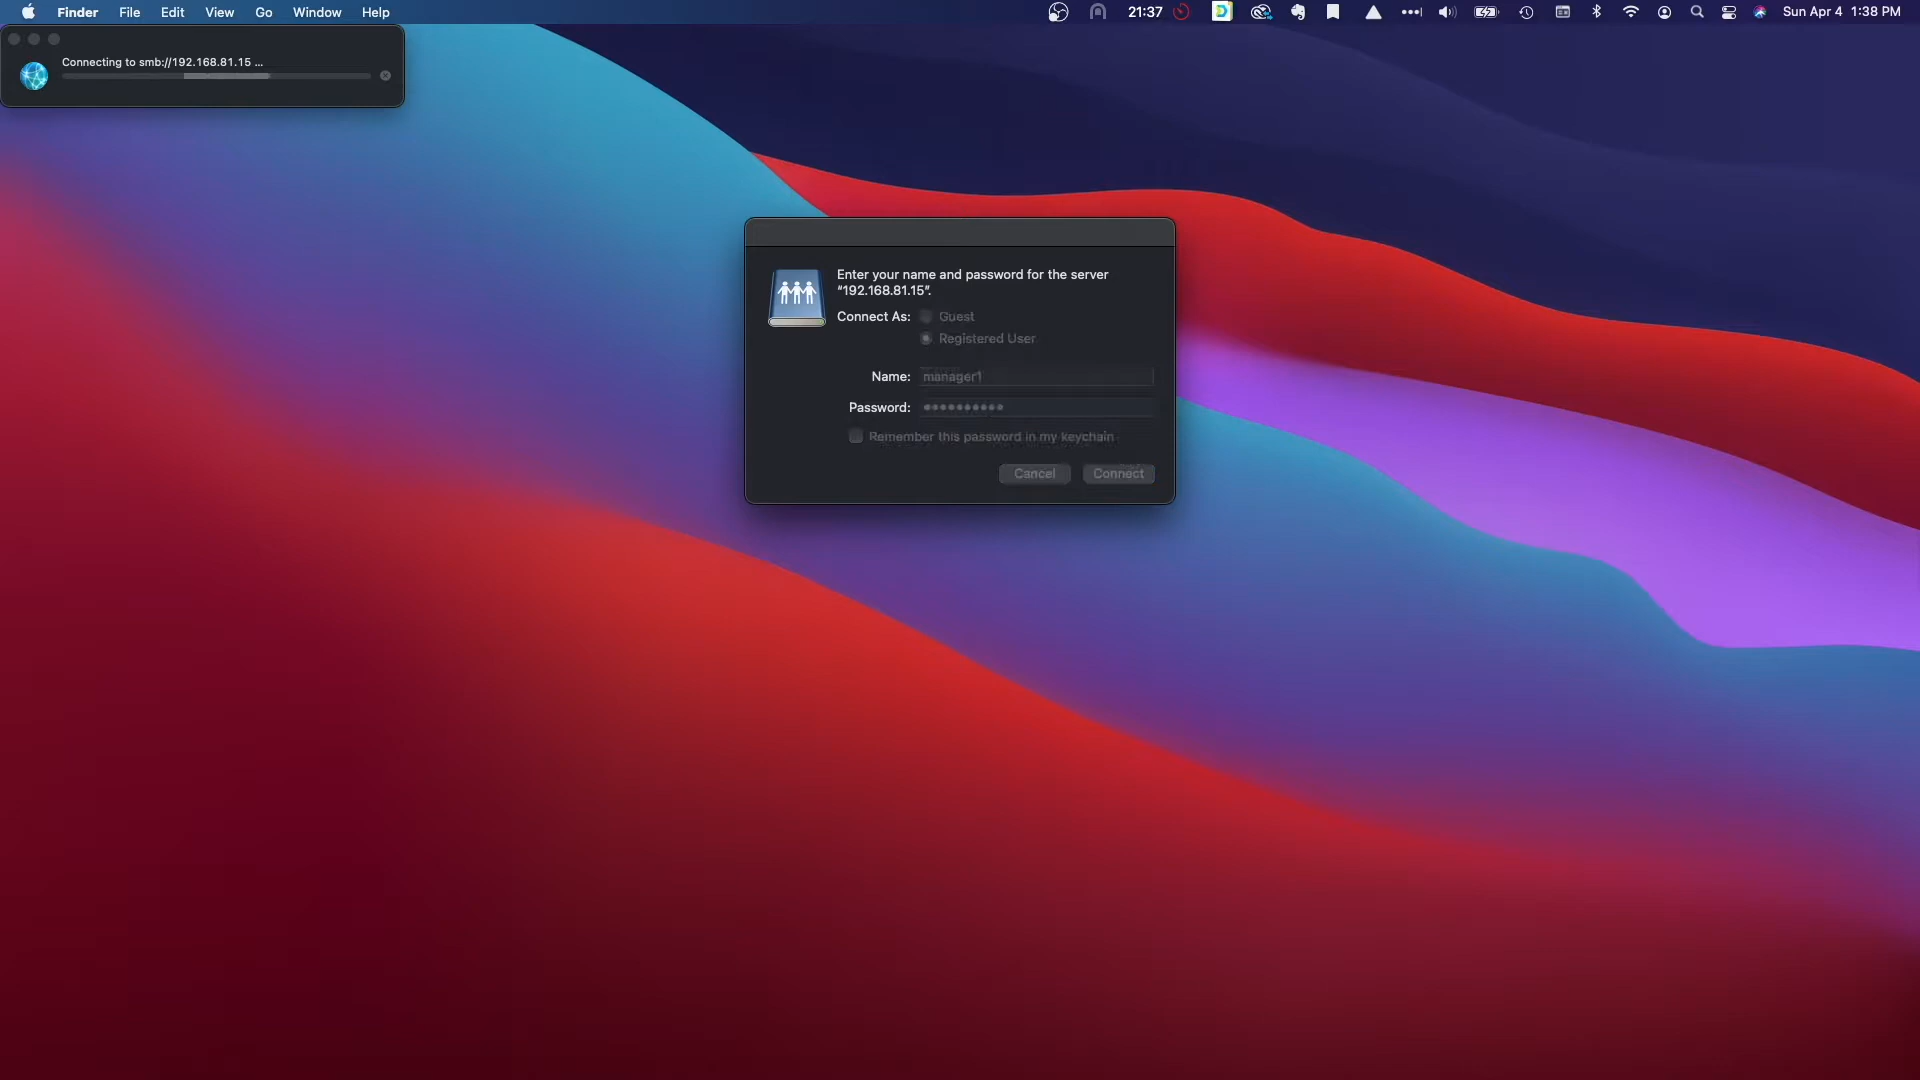 Finder File Edit View Go Window Help
21:37
Sun Apr 4 1:38 PM
Connecting to smb://192.168.81.15 ...
Enter your name and password for the server
“192.168.81.15”.
Connect As: Guest
Registered User
Name: manager1
Password: ••••••••••
Remember this password in my keychain
Cancel Connect